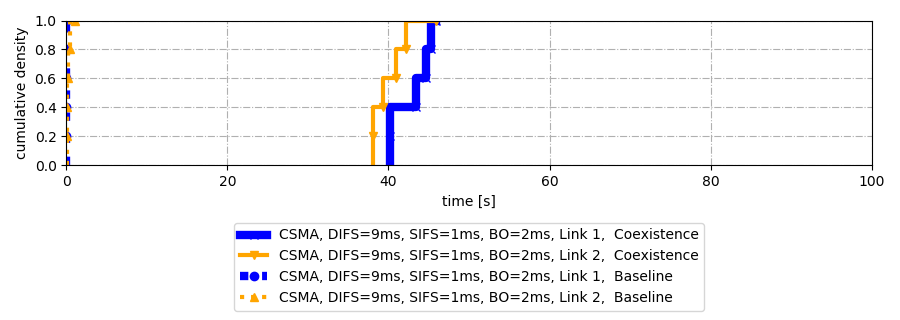 1.0
0.8
0.6
0.4
0.2
0.0
cumulative density
0 20 40 60 80 100
time [s]
CSMA, DIFS=9ms, SIFS=1ms, BO=2ms, Link 1,  Coexistence
CSMA, DIFS=9ms, SIFS=1ms, BO=2ms, Link 2,  Coexistence
CSMA, DIFS=9ms, SIFS=1ms, BO=2ms, Link 1,  Baseline
CSMA, DIFS=9ms, SIFS=1ms, BO=2ms, Link 2,  Baseline